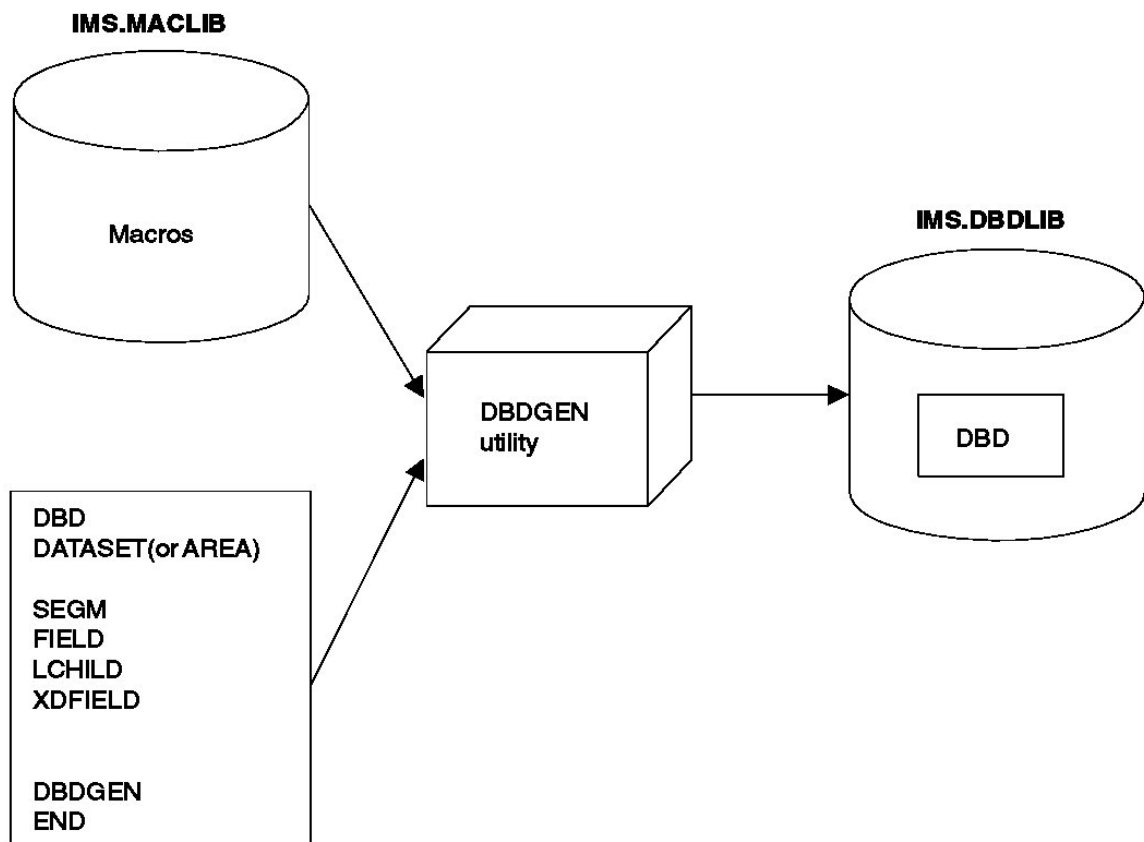 IMS.MACLIB
Macros
IMS.DBDLIB
DBDGEN
utility
DBD
DBD
DATASET(or AREA)
SEGM
FIELD
LCHILD
XDFIELD
DBDGEN
END